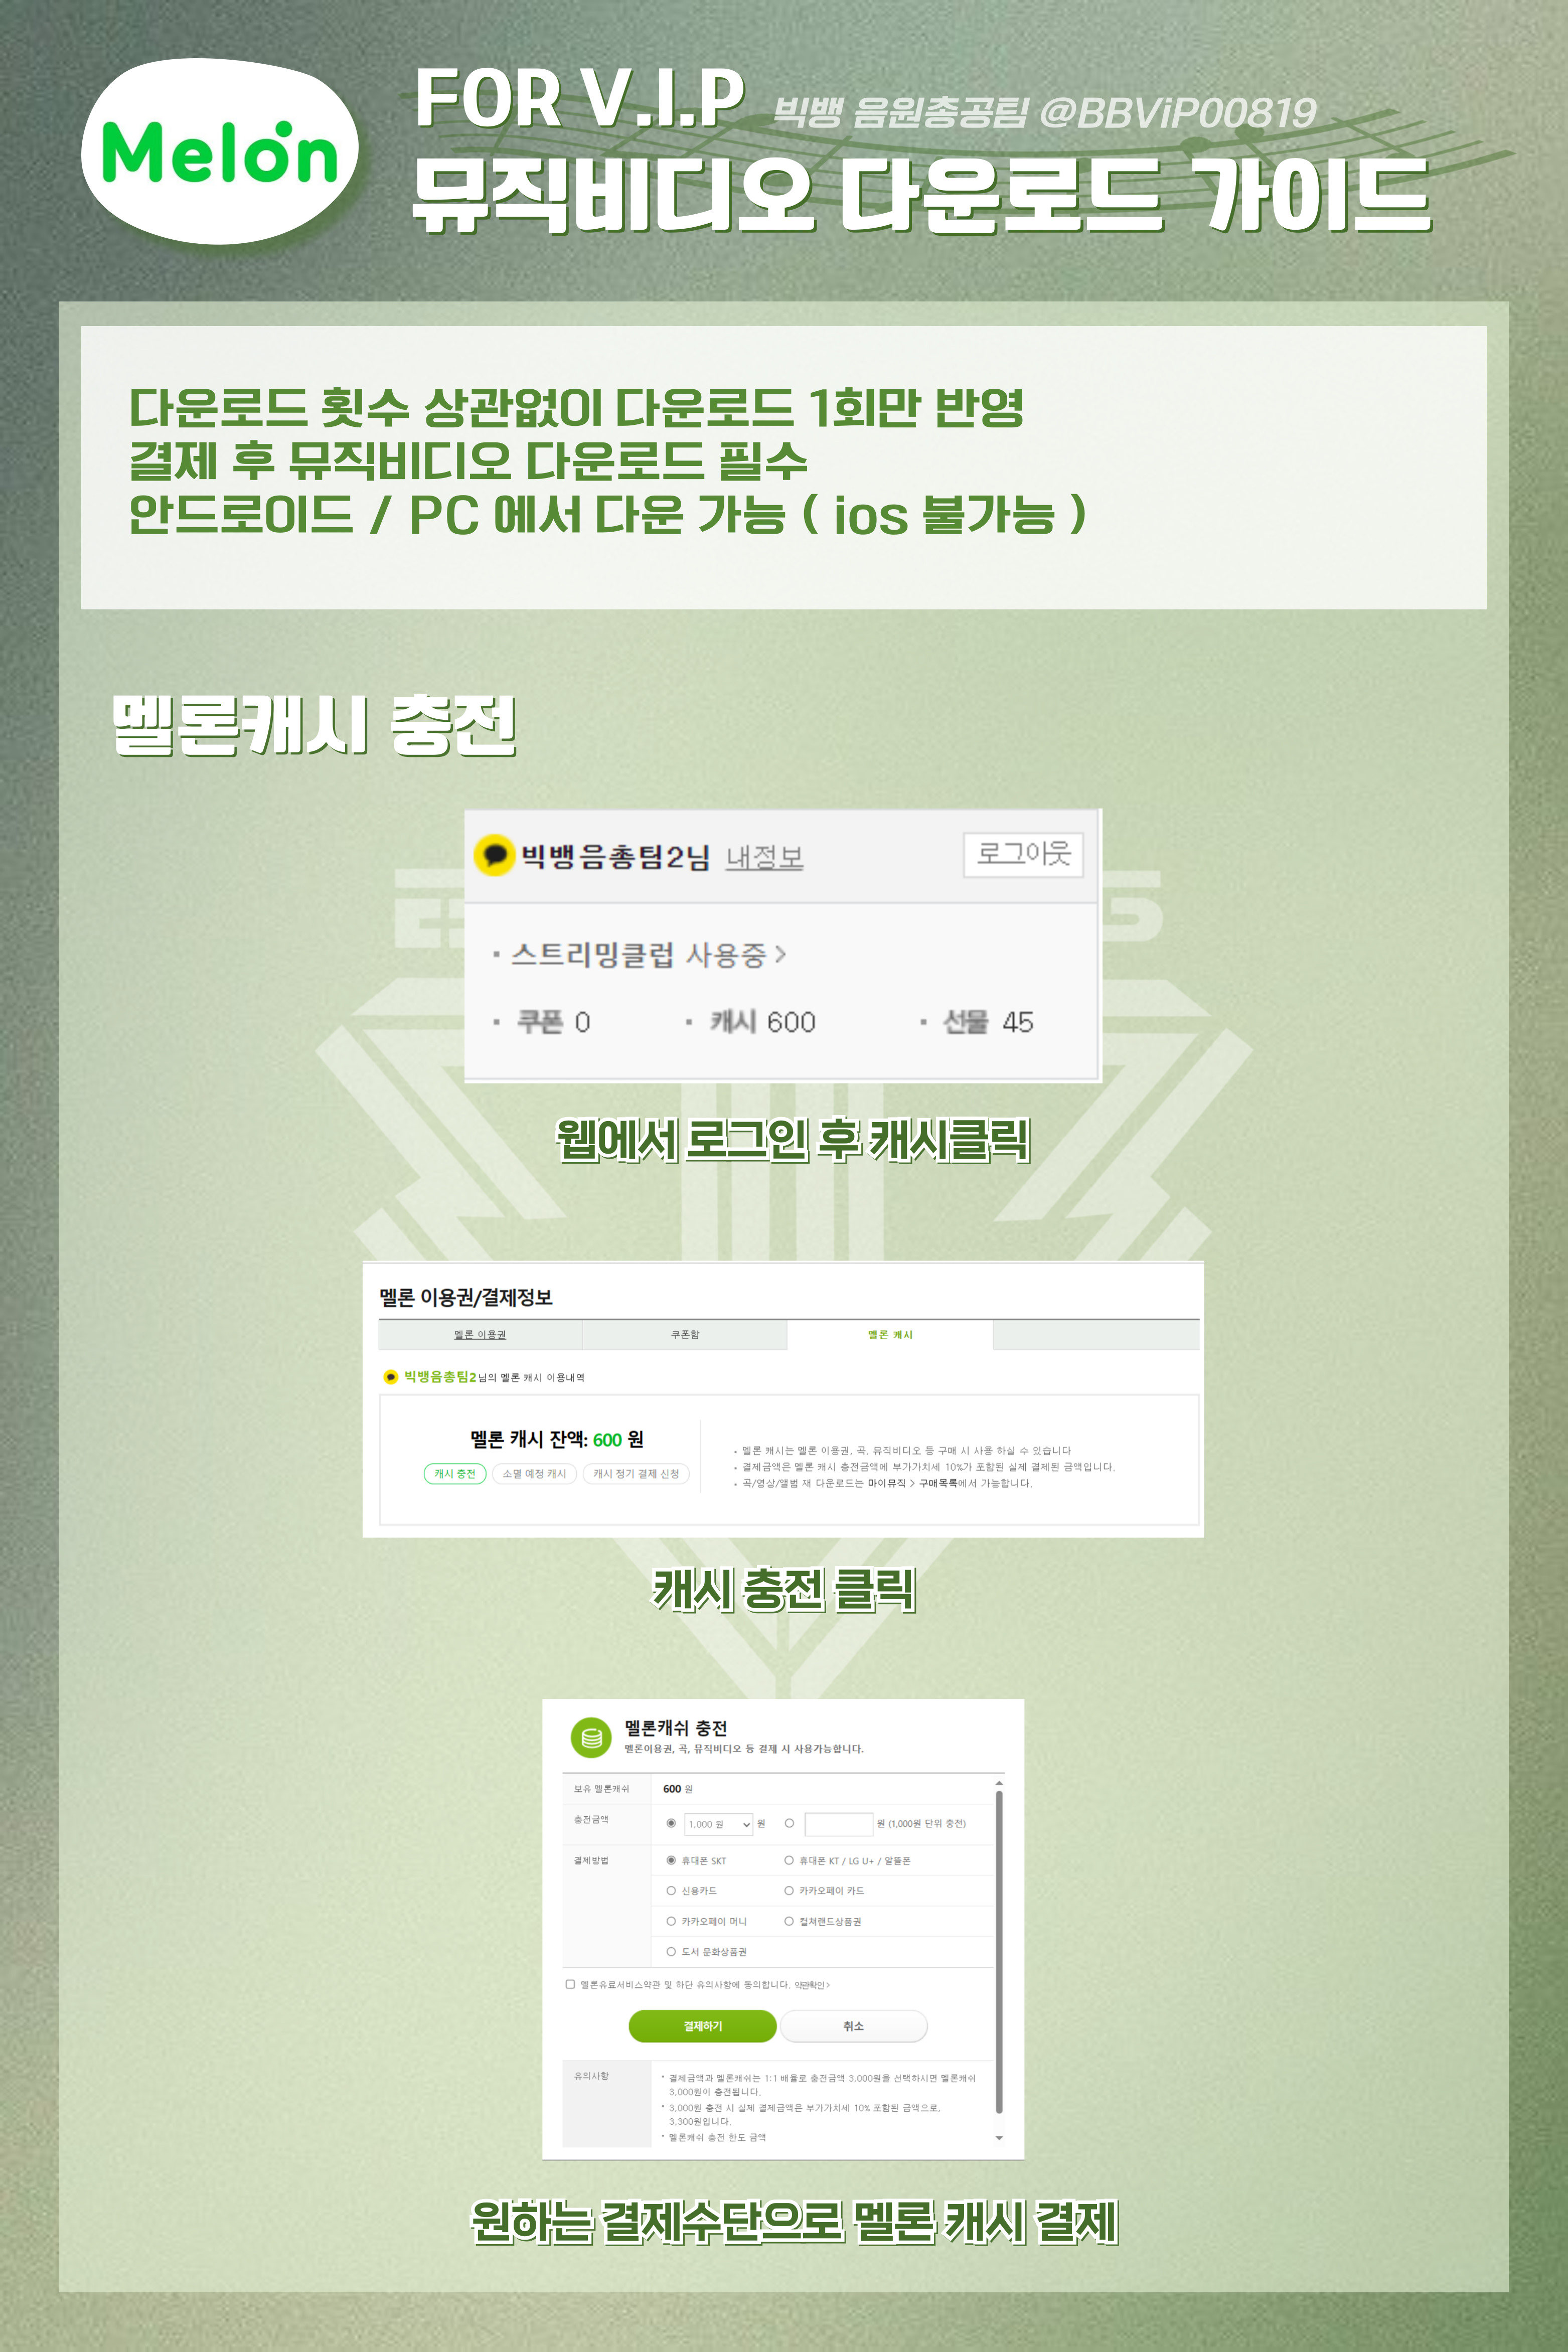 Melon
FOR V.I.P 빅뱅 음원총공팀 @BBViP00819
뮤직비디오 다운로드 가이드
다운로드 횟수 상관없이 다운로드 1회만 반영
결제 후 뮤직비디오 다운로드 필수
안드로이드 / PC 에서 다운 가능 ( ios 불가능 )
멜론캐시 충전
빅뱅음총팀2님 내정보 로그아웃
스트리밍클럽 사용중 >
쿠폰 0 캐시 600 선물 45
웹에서 로그인 후 캐시클릭
멜론 이용권/결제정보
멜론 이용권 쿠폰함 멜론 캐시
빅뱅음총팀2님의 멜론 캐시 이용내역
멜론 캐시 잔액: 600 원
캐시 충전 소멸 예정 캐시 캐시 정기 결제 신청
멜론 캐시는 멜론 이용권, 곡, 뮤직비디오 등 구매 시 사용 하실 수 있습니다
결제금액은 멜론 캐시 충전금액에 부가가치세 10%가 포함된 실제 결제된 금액입니다.
곡/영상/앨범 재 다운로드는 마이뮤직 > 구매목록에서 가능합니다.
캐시 충전 클릭
멜론캐쉬 충전
멜론이용권, 곡, 뮤직비디오 등 결제 시 사용가능합니다.
보유 멜론캐쉬 600 원
충전금액 1,000 원 원 원 (1,000원 단위 충전)
결제방법 휴대폰 SKT 휴대폰 KT / LG U+ / 알뜰폰
신용카드 카카오페이 카드
카카오페이 머니 컬쳐랜드상품권
도서 문화상품권
멜론유료서비스약관 및 하단 유의사항에 동의합니다. 약관확인 >
결제하기 취소
유의사항 결제금액과 멜론캐쉬는 1:1 배율로 충전금액 3,000원을 선택하시면 멜론캐쉬
3,000원이 충전됩니다.
3,000원 충전 시 실제 결제금액은 부가가치세 10% 포함된 금액으로,
3,300원입니다.
멜론캐쉬 충전 한도 금액
원하는 결제수단으로 멜론 캐시 결제